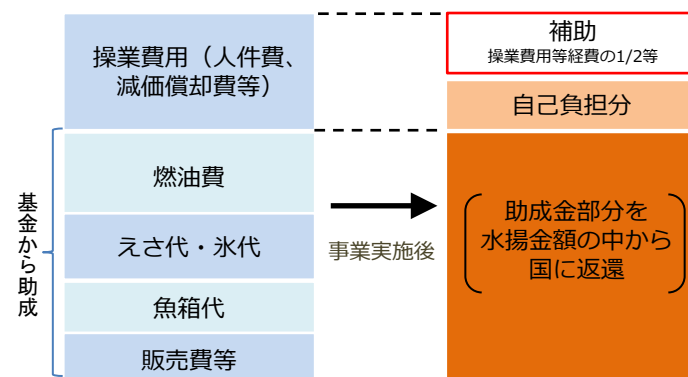 操業費用（人件費、
減価償却費等）
燃油費
えさ代・氷代
魚箱代
販売費等
基金から助成
事業実施後
補助
操業費用等経費の1/2等
自己負担分
助成金部分を
水揚金額の中から
国に返還